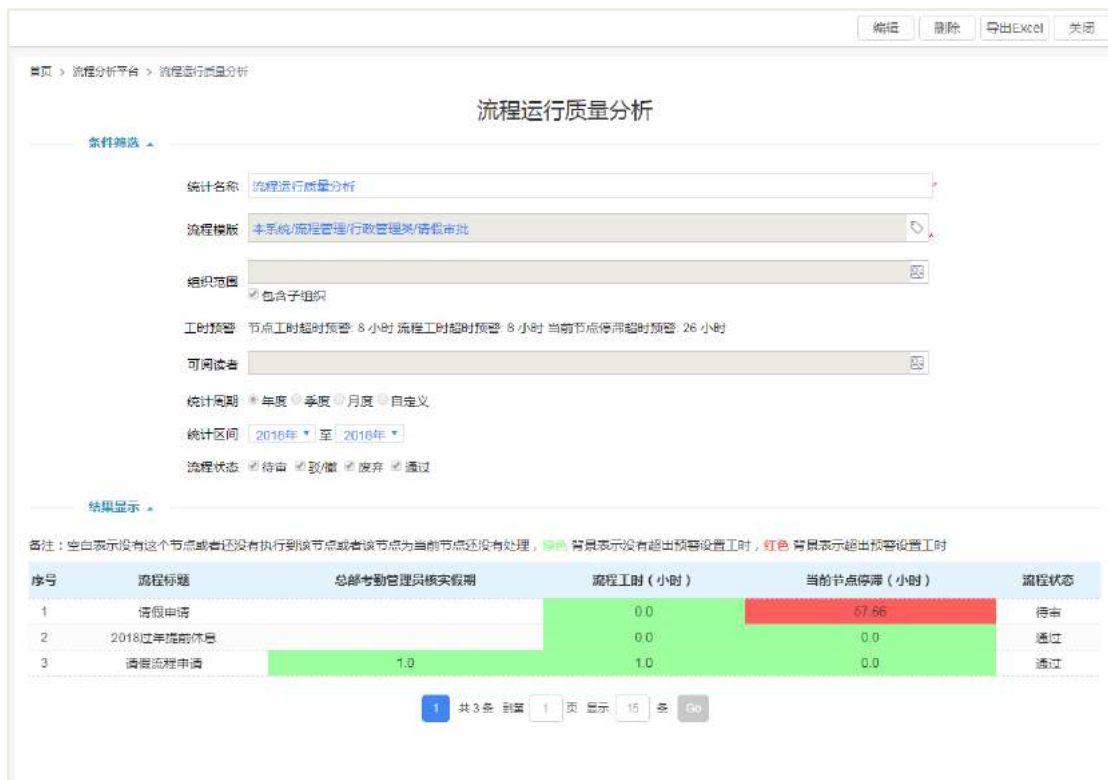 编辑 删除 导出Excel 关闭
首页 > 流程分析平台 > 流程运行质量分析
流程运行质量分析
条件筛选
统计名称 流程运行质量分析 *
流程模版 本系统/流程管理/行政管理类/请假审批 *
组织范围
包含子组织
工时预警 节点工时超时预警: 8 小时 流程工时超时预警: 8 小时 当前节点停滞超时预警: 26 小时
可阅读者
统计周期 年度 季度 月度 自定义
统计区间 2018年 至 2018年
流程状态 待审 驳/撤 废弃 通过
结果显示
备注：空白表示没有这个节点或者还没有执行到该节点或者该节点为当前节点还没有处理，绿色 背景表示没有超出预警设置工时，红色 背景表示超出预警设置工时
序号 流程标题 总部考勤管理员核实假期 流程工时（小时） 当前节点停滞（小时） 流程状态
1 请假申请 0.0 57.66 待审
2 2018过年提前休息 0.0 0.0 通过
3 请假流程申请 1.0 1.0 0.0 通过
1 共 3 条 到第 1 页 显示 15 条 Go